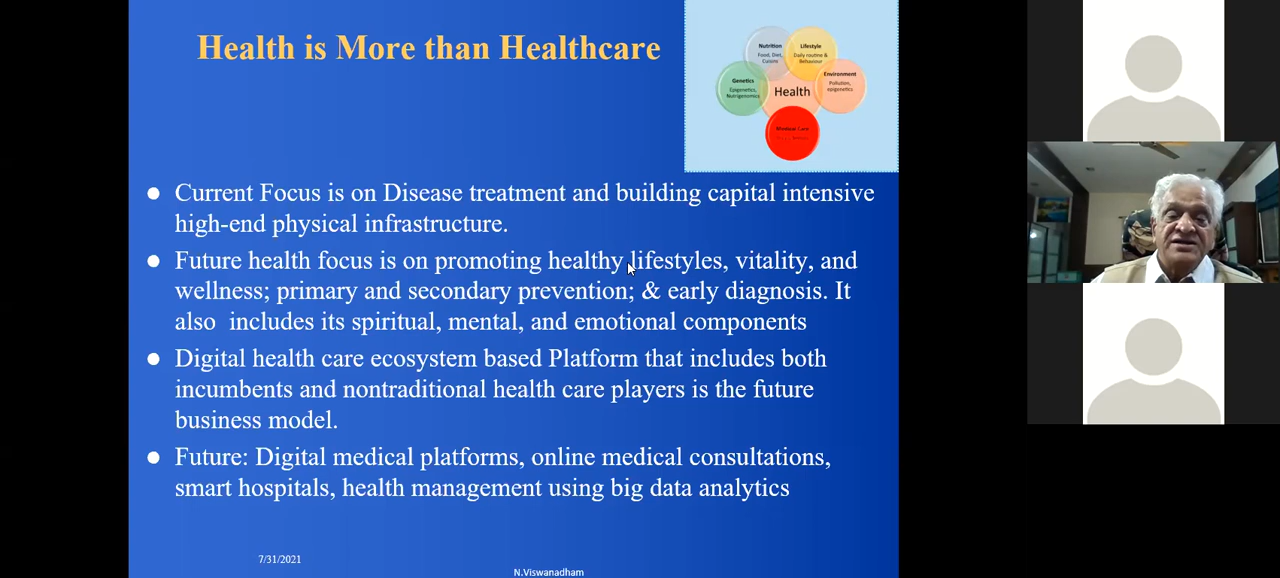 Health is More than Healthcare
Nutrition
Food, Diet,
Lifestyle
Daily routine &
Behaviour
Genetics
Epigenetics,
Nutrigenomics
Environment
Pollution,
epigenetics
Health
Medical Care
● Current Focus is on Disease treatment and building capital intensive
high-end physical infrastructure.
● Future health focus is on promoting healthy lifestyles, vitality, and
wellness; primary and secondary prevention; & early diagnosis. It
also includes its spiritual, mental, and emotional components
● Digital health care ecosystem based Platform that includes both
incumbents and nontraditional health care players is the future
business model.
● Future: Digital medical platforms, online medical consultations,
smart hospitals, health management using big data analytics
7/31/2021
N.Viswanadham